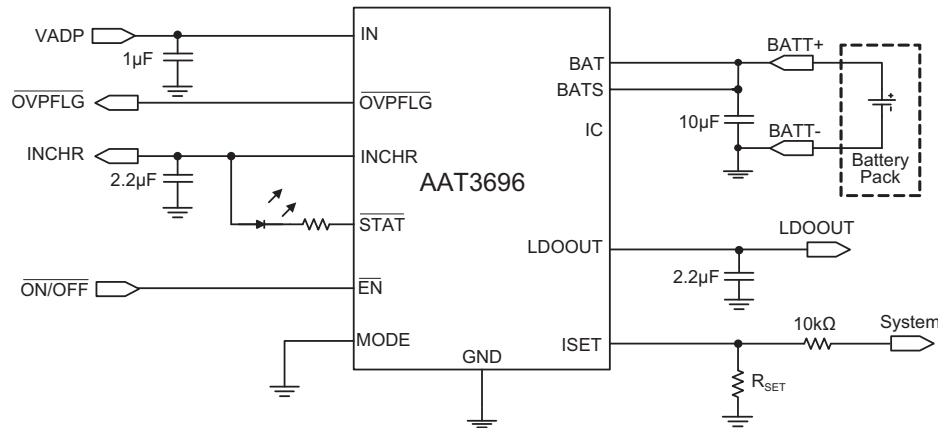 VADP
1µF
IN
OVPFLG
OVPFLG
INCHR
2.2µF
INCHR
STAT
ON/OFF
EN
MODE
AAT3696
GND
BAT
BATS
IC
10µF
BATT+
BATT-
+
-
Battery
Pack
LDOOUT
LDOOUT
2.2µF
ISET
10kΩ
System
RSET